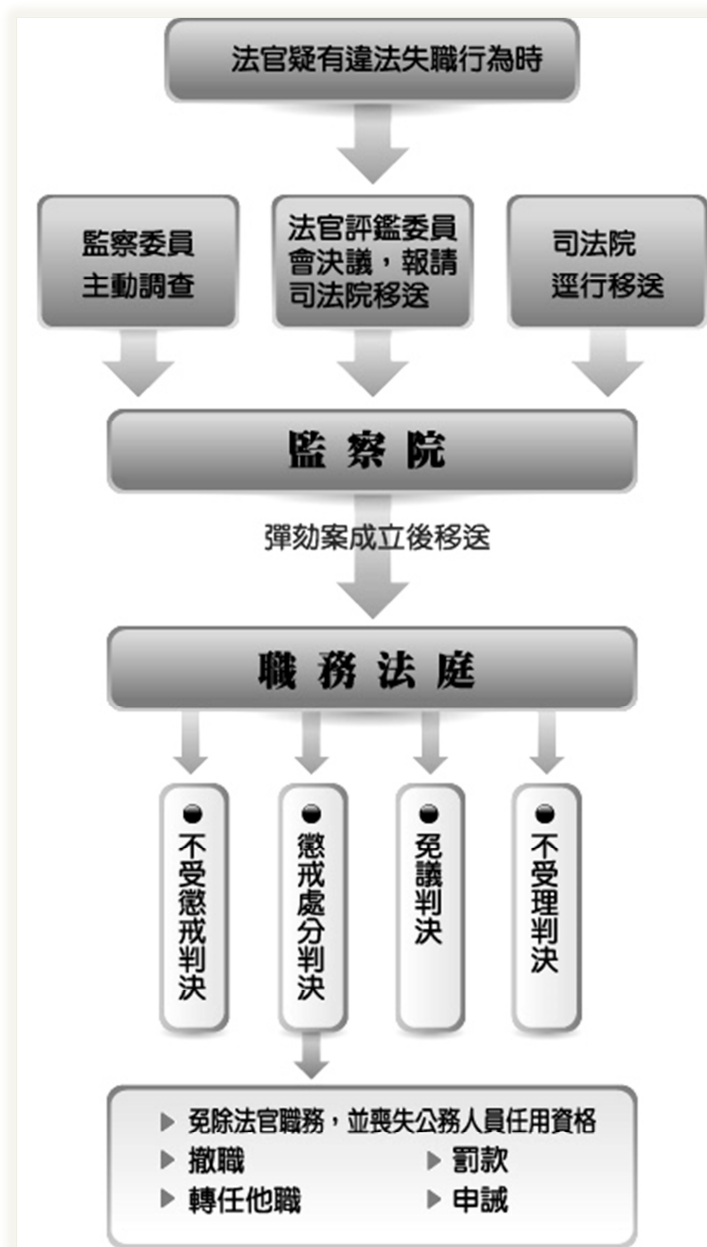 法官疑有違法失職行為時
監察委員
主動調查
法官評鑑委員
會決議，報請
司法院移送
司法院
逕行移送
監察院
彈劾案成立後移送
職務法庭
不受懲戒判決
懲戒處分判決
免議判決
不受理判決
免除法官職務，並喪失公務人員任用資格
撤職
罰款
轉任他職
申誡